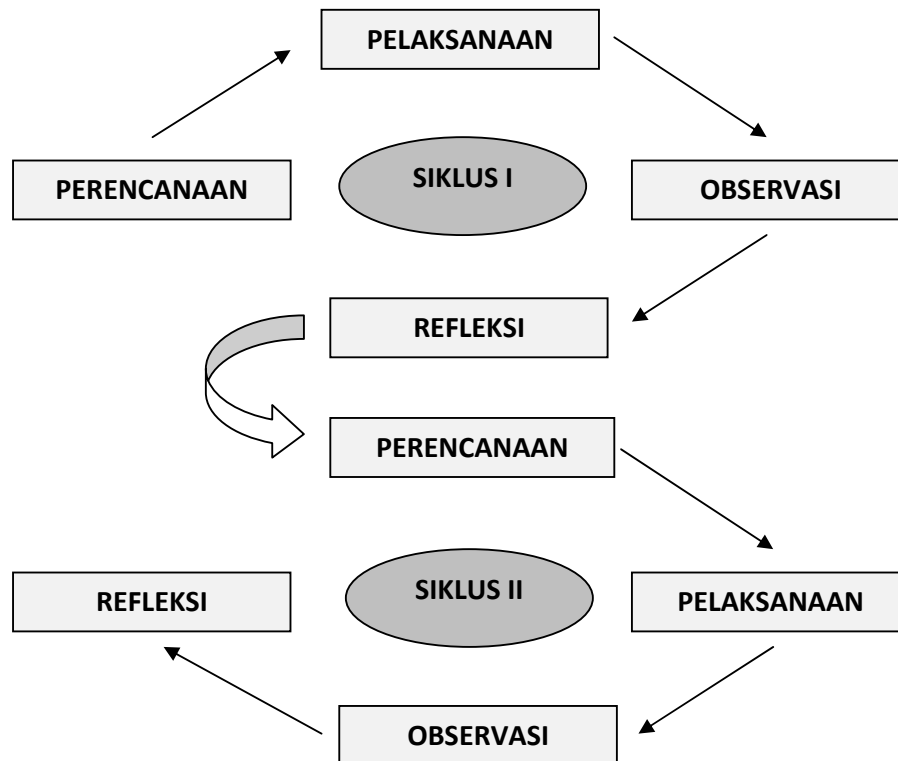 PELAKSANAAN
PERENCANAAN
SIKLUS I
OBSERVASI
REFLEKSI
PERENCANAAN
REFLEKSI
SIKLUS II
PELAKSANAAN
OBSERVASI